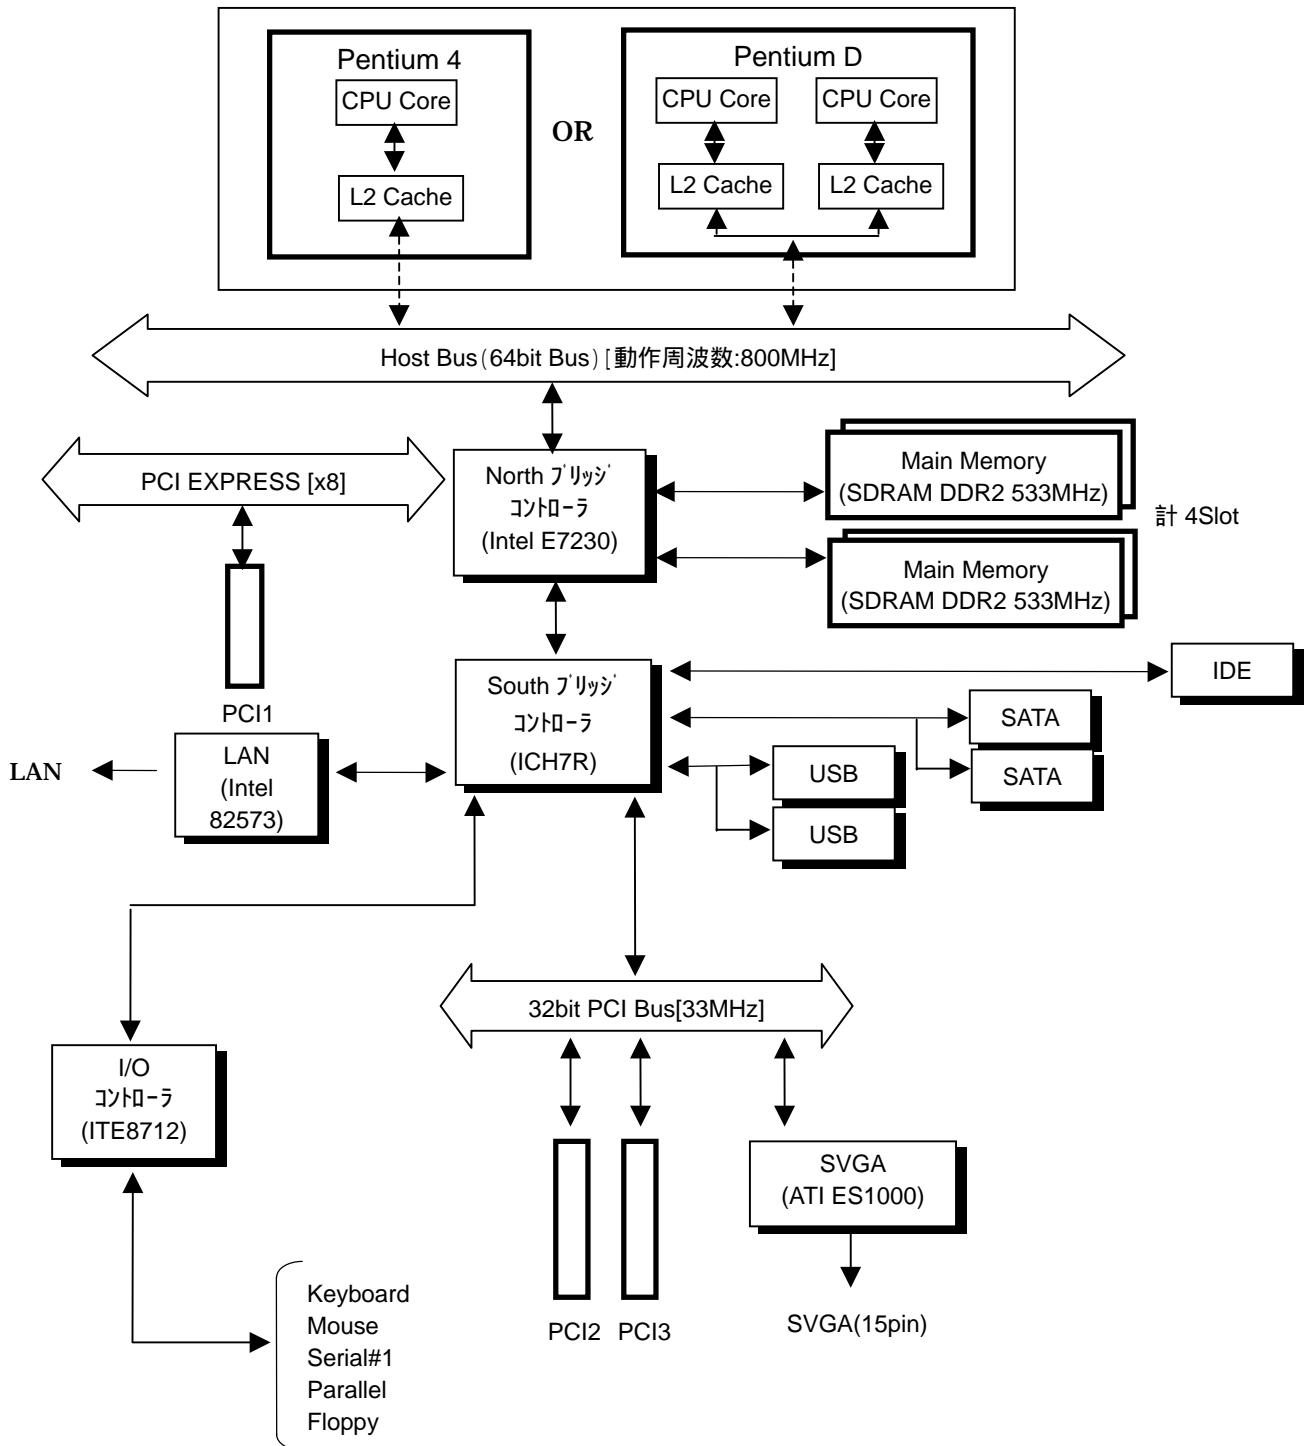 Pentium 4
CPU Core
L2 Cache
OR
Pentium D
CPU Core
CPU Core
L2 Cache
L2 Cache
Host Bus(64bit Bus) [動作周波数:800MHz]
PCI EXPRESS [x8]
North ﾌﾞﾘｯｼﾞ
ｺﾝﾄﾛｰﾗ
(Intel E7230)
Main Memory
(SDRAM DDR2 533MHz)
計 4Slot
Main Memory
(SDRAM DDR2 533MHz)
PCI1
South ﾌﾞﾘｯｼﾞ
ｺﾝﾄﾛｰﾗ
(ICH7R)
IDE
SATA
SATA
USB
USB
LAN
LAN
(Intel
82573)
32bit PCI Bus[33MHz]
I/O
ｺﾝﾄﾛｰﾗ
(ITE8712)
SVGA
(ATI ES1000)
PCI2
PCI3
SVGA(15pin)
Keyboard
Mouse
Serial#1
Parallel
Floppy